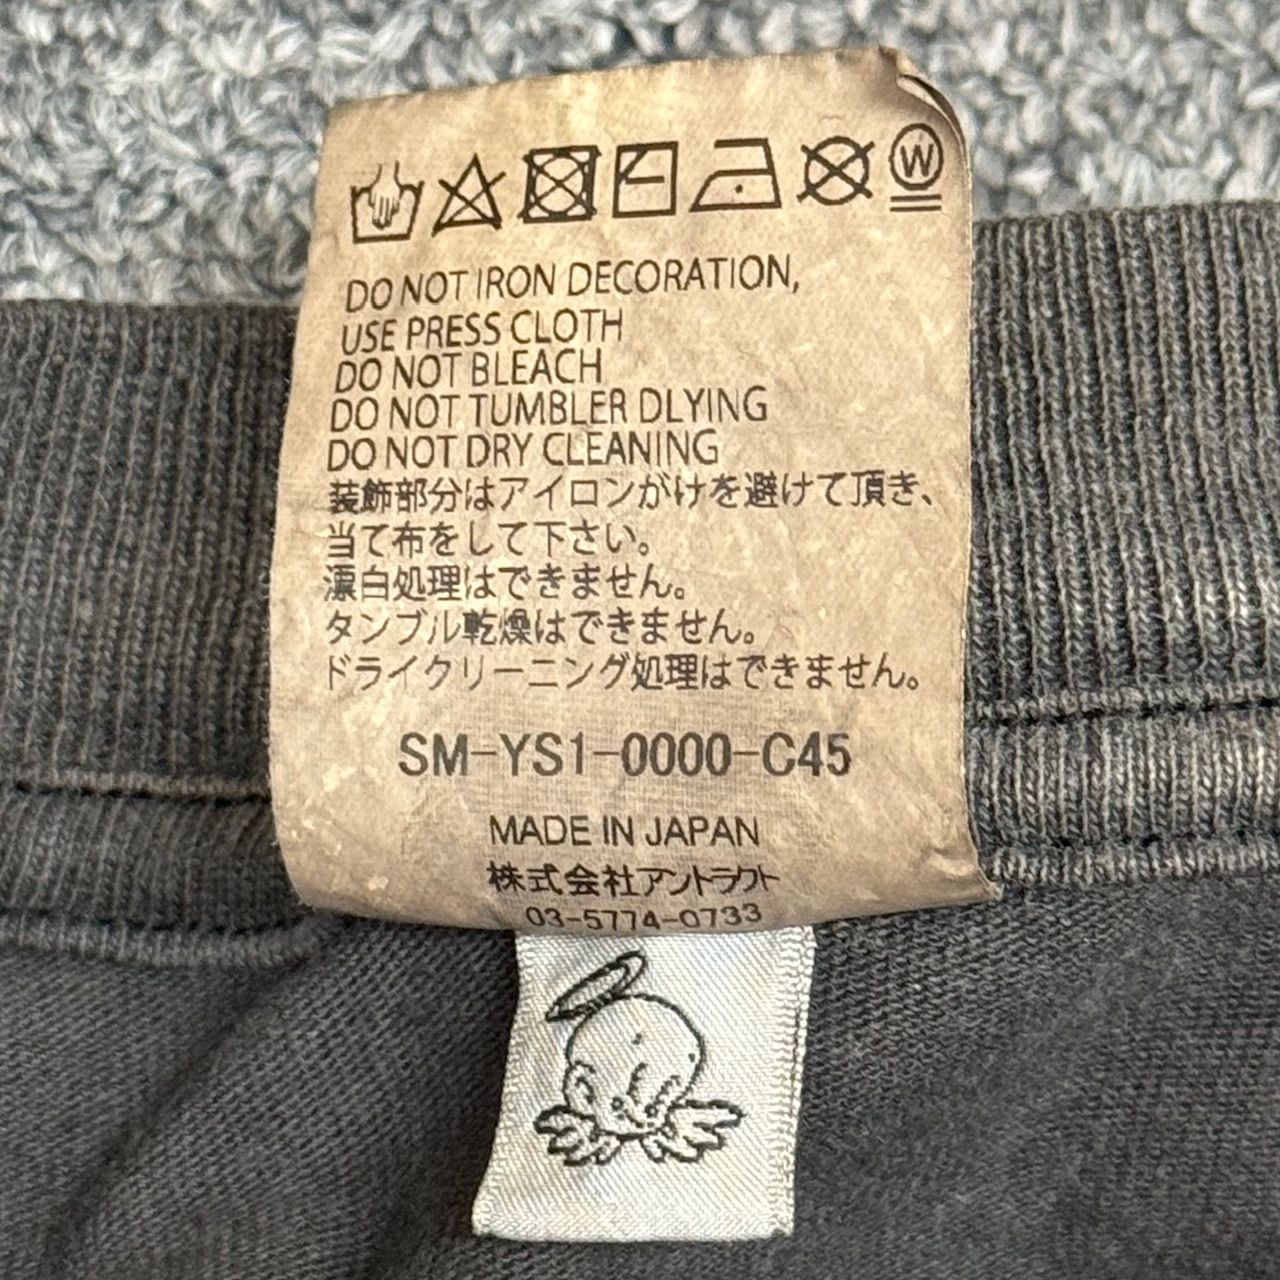 W
DO NOT IRON DECORATION,
USE PRESS CLOTH
DO NOT BLEACH
DO NOT TUMBLER DLYING
DO NOT DRY CLEANING
装飾部分はアイロンがけを避けて頂き、
当て布をして下さい。
漂白処理はできません。
タンブル乾燥はできません。
ドライクリーニング処理はできません。
SM-YS1-0000-C45
MADE IN JAPAN
株式会社アントラクト
03-5774-0733